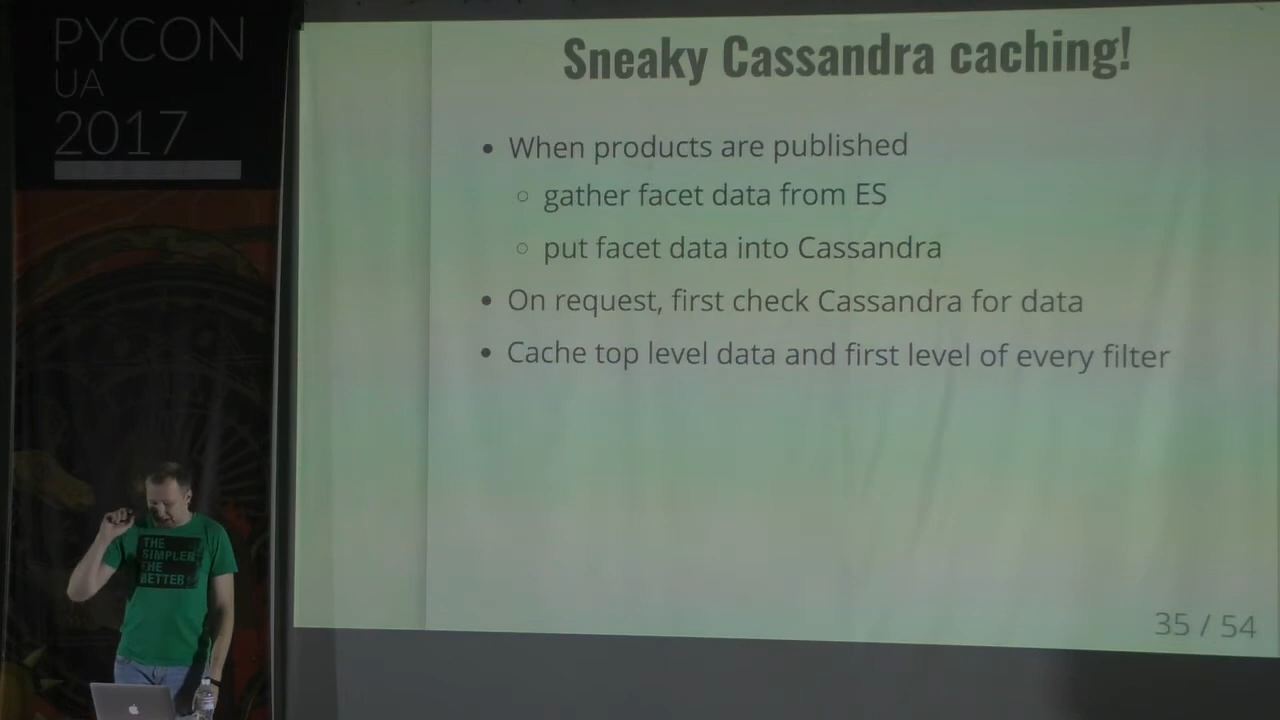 PYCON
UA
2017
Sneaky Cassandra caching!
When products are published
gather facet data from ES
put facet data into Cassandra
On request, first check Cassandra for data
Cache top level data and first level of every filter
35 / 54
THE
SIMPLER
THE
BETTER